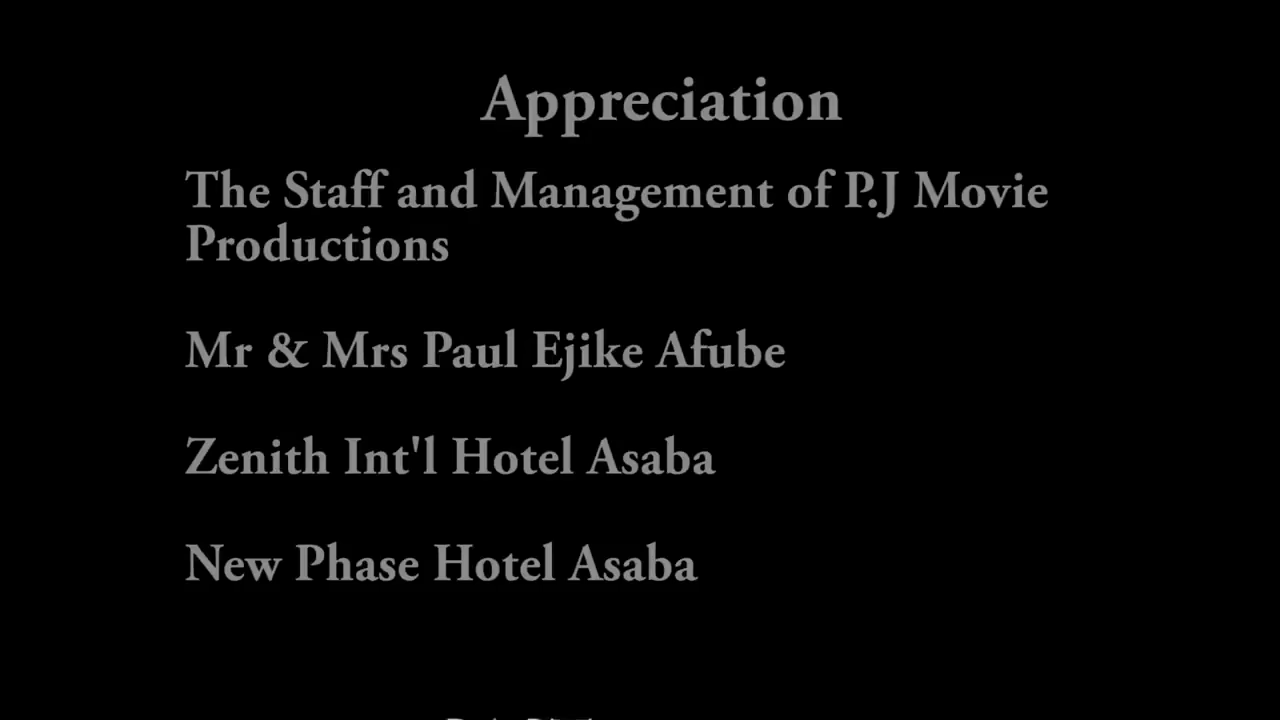 Appreciation
The Staff and Management of P.J Movie
Productions
Mr & Mrs Paul Ejike Afube
Zenith Int'l Hotel Asaba
New Phase Hotel Asaba